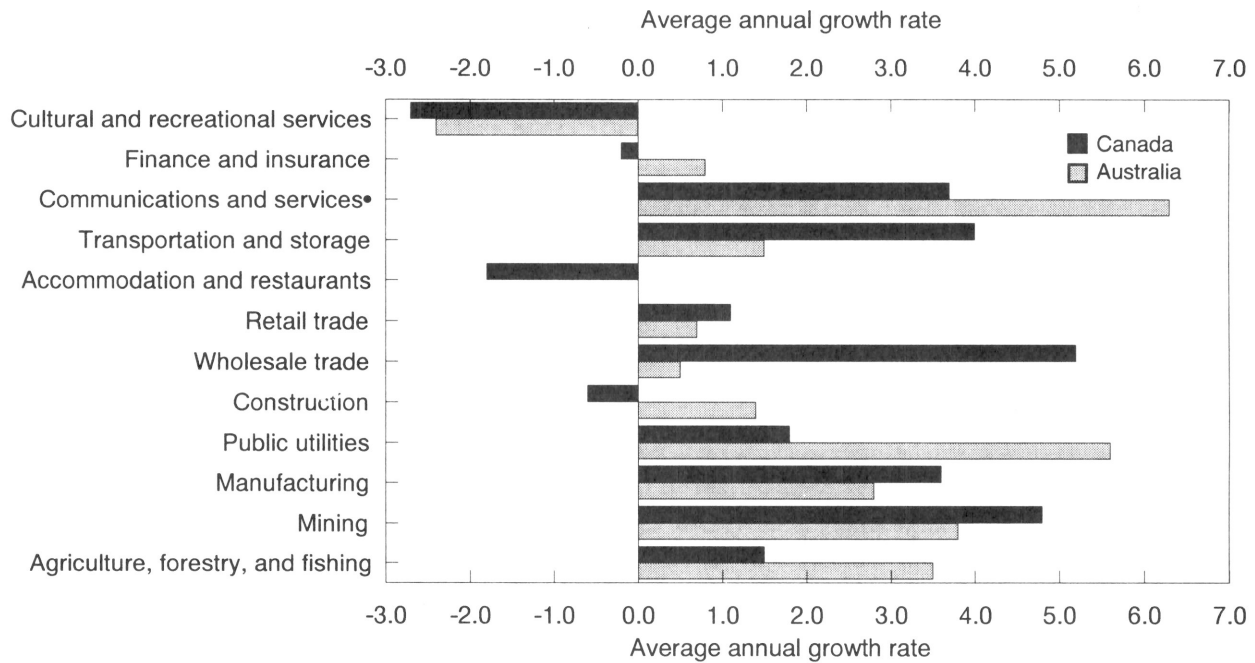 Average annual growth rate
-3.0 -2.0 -1.0 0.0 1.0 2.0 3.0 4.0 5.0 6.0 7.0
Cultural and recreational services
Finance and insurance
Communications and services•
Transportation and storage
Accommodation and restaurants
Retail trade
Wholesale trade
Construction
Public utilities
Manufacturing
Mining
Agriculture, forestry, and fishing
Canada
Australia
-3.0 -2.0 -1.0 0.0 1.0 2.0 3.0 4.0 5.0 6.0 7.0
Average annual growth rate